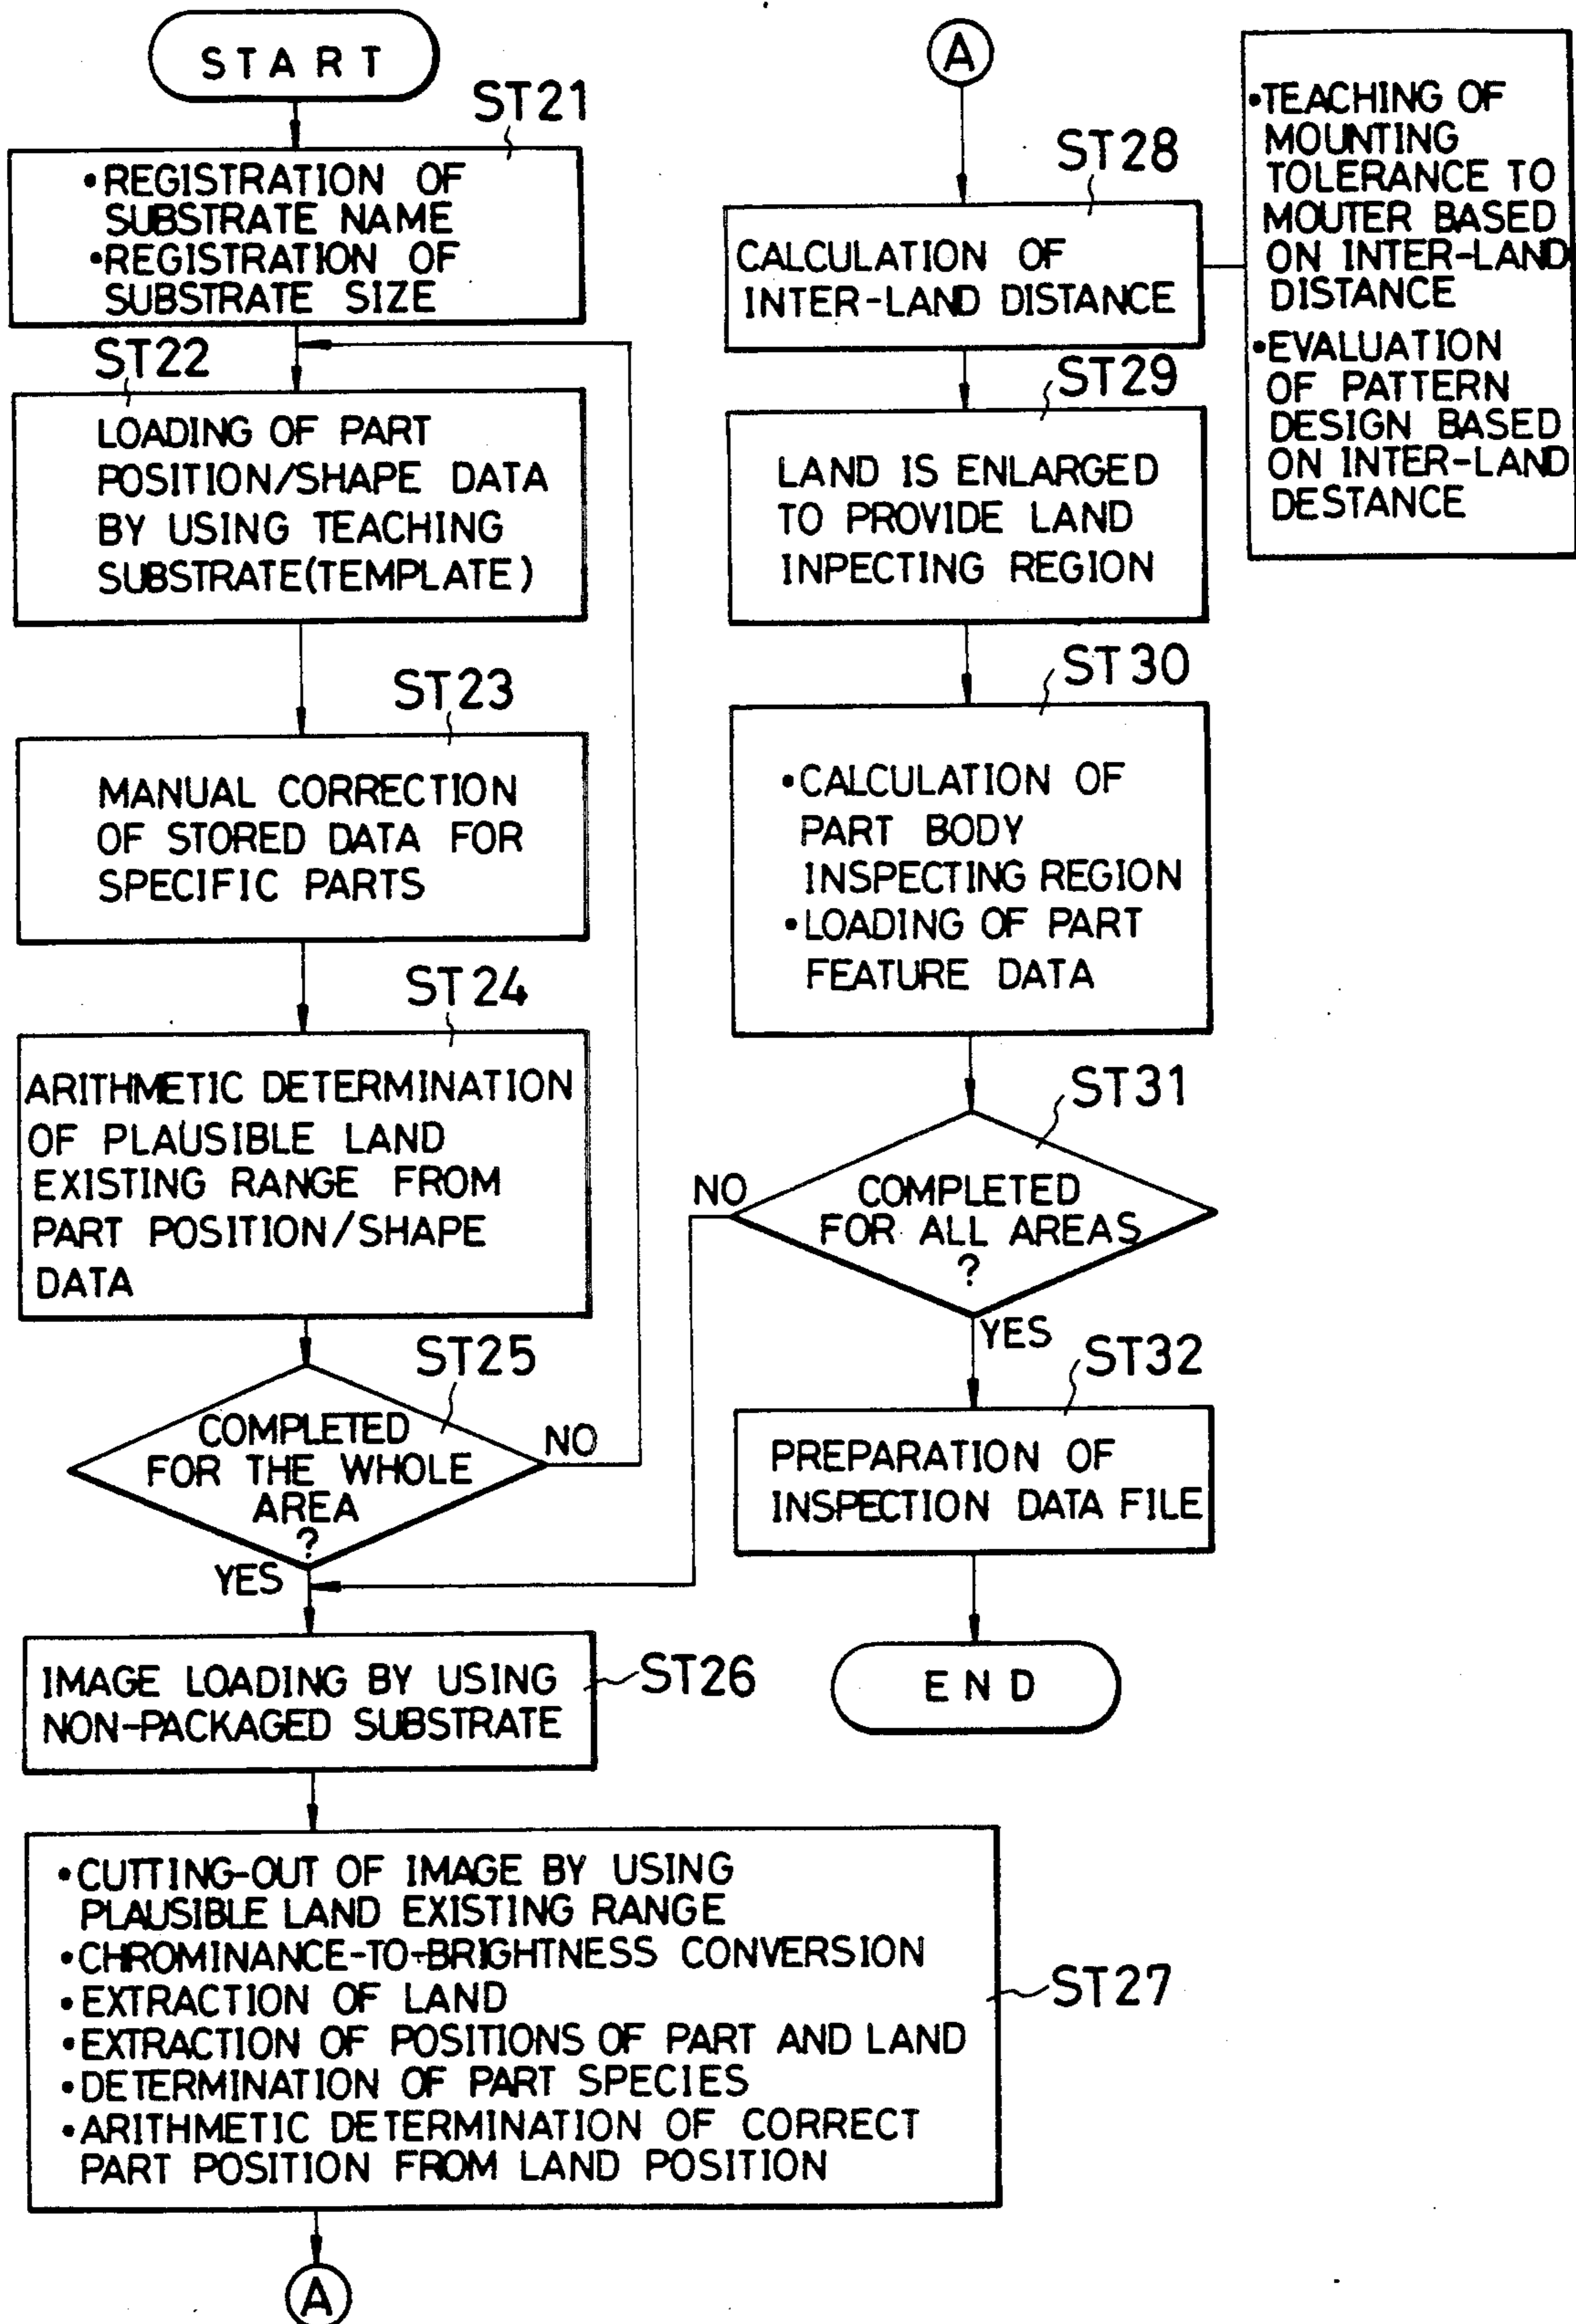 START
ST21
•REGISTRATION OF
SUBSTRATE NAME
•REGISTRATION OF
SUBSTRATE SIZE
ST22
LOADING OF PART
POSITION/SHAPE DATA
BY USING TEACHING
SUBSTRATE(TEMPLATE)
ST23
MANUAL CORRECTION
OF STORED DATA FOR
SPECIFIC PARTS
ST24
ARITHMETIC DETERMINATION
OF PLAUSIBLE LAND
EXISTING RANGE FROM
PART POSITION/SHAPE
DATA
ST25
COMPLETED
FOR THE WHOLE
AREA
?
NO
YES
IMAGE LOADING BY USING
NON-PACKAGED SUBSTRATE
ST26
•CUTTING-OUT OF IMAGE BY USING
PLAUSIBLE LAND EXISTING RANGE
•CHROMINANCE-TO-BRIGHTNESS CONVERSION
•EXTRACTION OF LAND
•EXTRACTION OF POSITIONS OF PART AND LAND
•DETERMINATION OF PART SPECIES
•ARITHMETIC DETERMINATION OF CORRECT
PART POSITION FROM LAND POSITION
ST27
A
A
ST28
CALCULATION OF
INTER-LAND DISTANCE
•TEACHING OF
MOUNTING
TOLERANCE TO
MOUTER BASED
ON INTER-LAND
DISTANCE
•EVALUATION
OF PATTERN
DESIGN BASED
ON INTER-LAND
DESTANCE
ST29
LAND IS ENLARGED
TO PROVIDE LAND
INPECTING REGION
ST30
•CALCULATION OF
PART BODY
INSPECTING REGION
•LOADING OF PART
FEATURE DATA
ST31
NO
COMPLETED
FOR ALL AREAS
?
YES
ST32
PREPARATION OF
INSPECTION DATA FILE
END